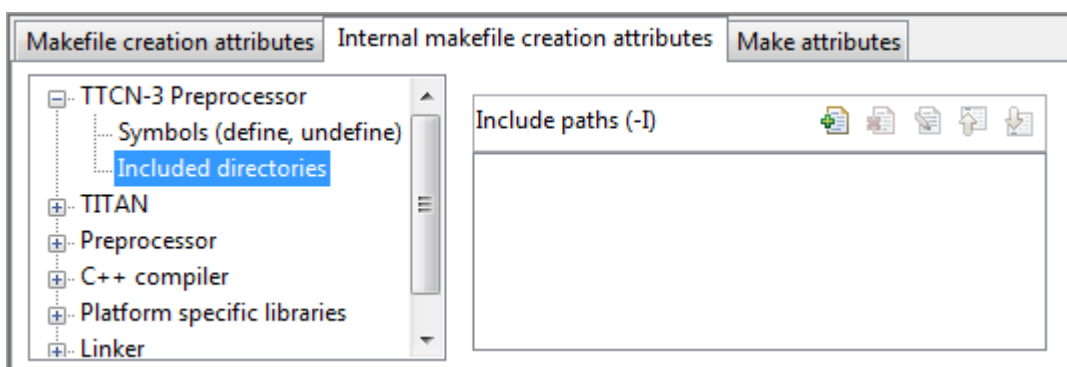 Makefile creation attributes Internal makefile creation attributes Make attributes
TTCN-3 Preprocessor
Symbols (define, undefine)
Included directories
TITAN
Preprocessor
C++ compiler
Platform specific libraries
Linker
Include paths (-I)